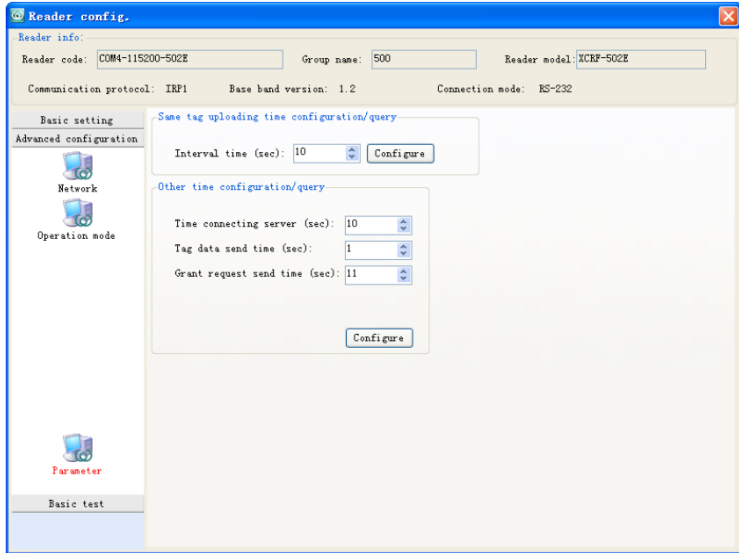 Reader config.
Reader info:
Reader code: COM4-115200-502E Group name: 500 Reader model: XCRF-502E
Communication protocol: IRP1 Base band version: 1.2 Connection mode: RS-232
Basic setting
Advanced configuration
Network
Operation mode
Parameter
Basic test
Same tag uploading time configuration/query
Interval time (sec): 10 Configure
Other time configuration/query
Time connecting server (sec): 10
Tag data send time (sec): 1
Grant request send time (sec): 11
Configure